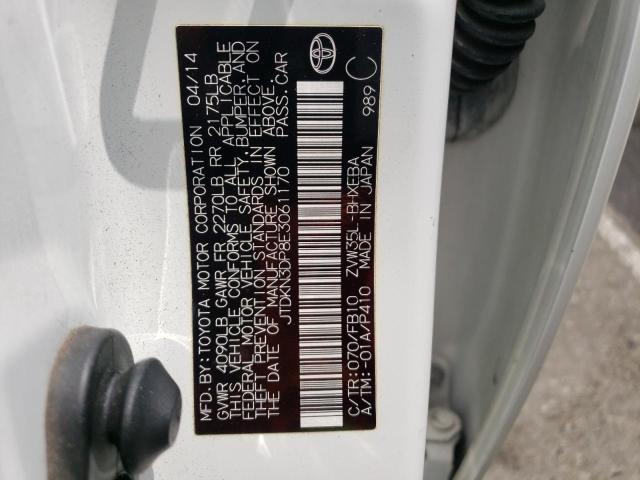 MFD. BY: TOYOTA MOTOR CORPORATION 04/14
GVWR 4090LB GAWR FR 2270LB RR 2175LB
THIS VEHICLE CONFORMS TO ALL APPLICABLE
FEDERAL MOTOR VEHICLE SAFETY, BUMPER, AND
THEFT PREVENTION STANDARDS IN EFFECT ON
THE DATE OF MANUFACTURE SHOWN ABOVE.
JTDKN3DP8E3061170 PASS. CAR
C/TR:070/FB10 ZVW35L-BHXEBA 989 C
A/TM:-01A/P410 MADE IN JAPAN